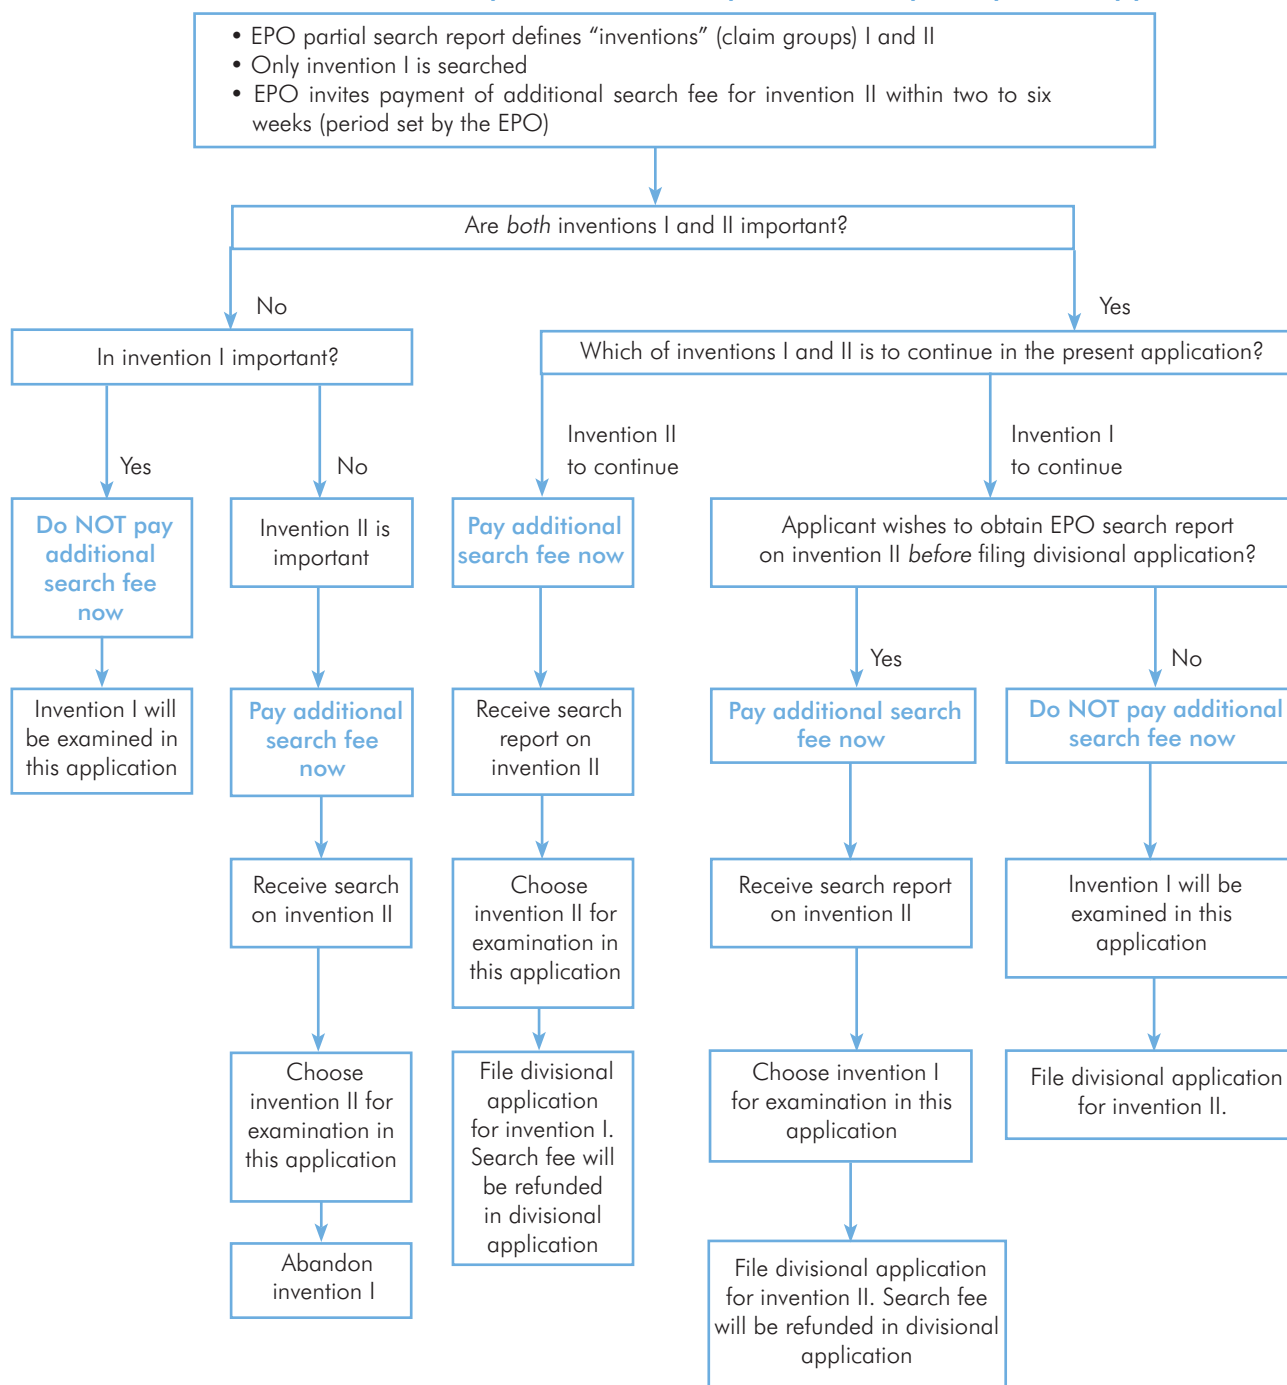 • EPO partial search report defines “inventions” (claim groups) I and II
• Only invention I is searched
• EPO invites payment of additional search fee for invention II within two to six
weeks (period set by the EPO)
Are both inventions I and II important?
No
Yes
In invention I important?
Which of inventions I and II is to continue in the present application?
Yes
No
Invention II
to continue
Invention I
to continue
Do NOT pay
additional
search fee
now
Invention II is
important
Pay additional
search fee now
Applicant wishes to obtain EPO search report
on invention II before filing divisional application?
Yes
No
Invention I will
be examined in
this application
Pay additional
search fee
now
Receive search
report on
invention II
Pay additional search
fee now
Do NOT pay additional
search fee now
Receive search
on invention II
Choose
invention II for
examination in
this application
Receive search report
on invention II
Invention I will be
examined in this
application
Choose
invention II for
examination in
this application
File divisional
application
for invention I.
Search fee will
be refunded
in divisional
application
Choose invention I
for examination in this
application
File divisional application
for invention II.
Abandon
invention I
File divisional application
for invention II. Search fee
will be refunded in divisional
application